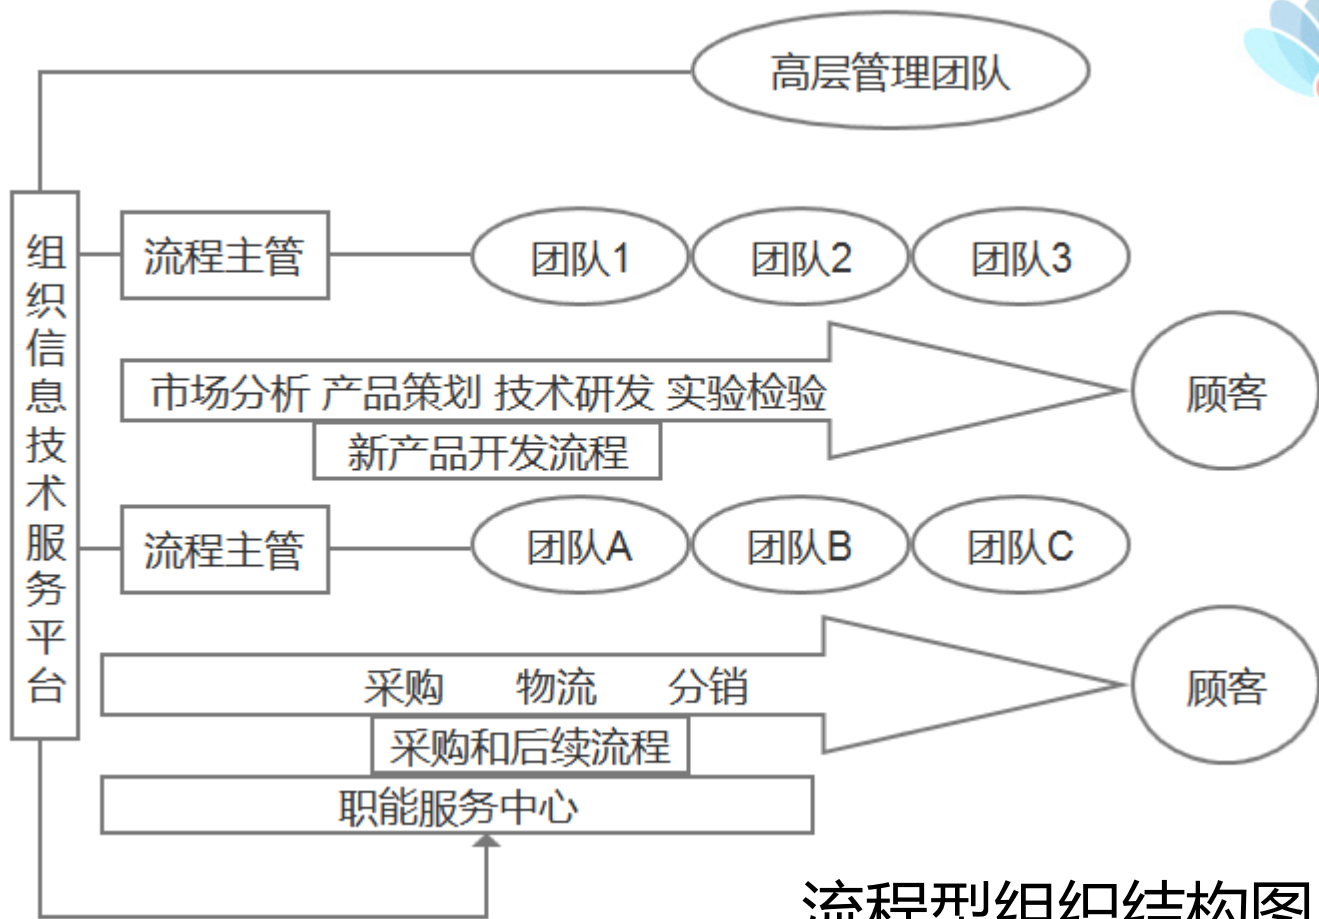 高层管理团队
组织信息技术服务平台
流程主管 团队1 团队2 团队3
市场分析 产品策划 技术研发 实验检验
顾客
新产品开发流程
流程主管 团队A 团队B 团队C
采购 物流 分销
顾客
采购和后续流程
职能服务中心
流程型组织结构图